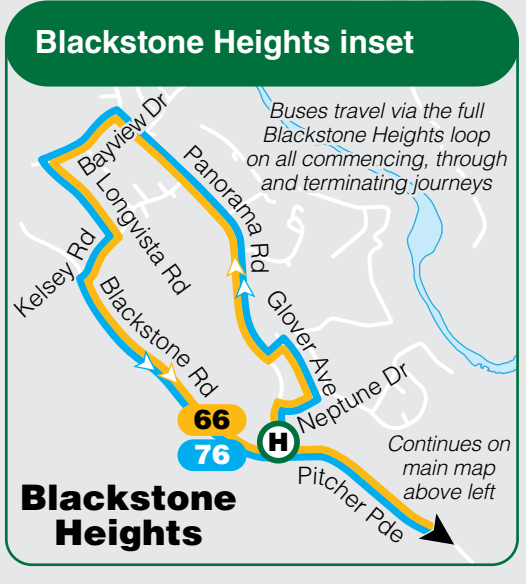 Blackstone Heights inset
Buses travel via the full
Blackstone Heights loop
on all commencing, through
and terminating journeys
Bayview Dr
Panorama Rd
Longvista Rd
Kelsey Rd
Blackstone Rd
Glover Ave
Neptune Dr
66
76
H
Pitcher Pde
Continues on
main map
above left
Blackstone
Heights